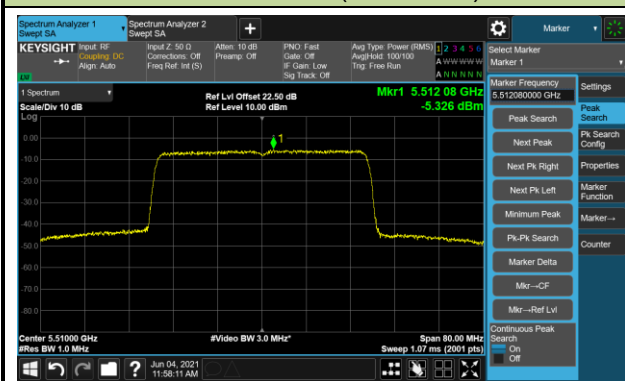 Spectrum Analyzer 1
Swept SA
Spectrum Analyzer 2
Swept SA
+
Marker
KEYSIGHT
Input: RF
Coupling: DC
Align: Auto
Input Z: 50 Ω
Corrections: Off
Freq Ref: Int (S)
Atten: 10 dB
Preamp: Off
PNO: Fast
Gate: Off
IF Gain: Low
Sig Track: Off
Avg Type: Power (RMS)
Avg|Hold: 100/100
Trig: Free Run
1 2 3 4 5 6
A W W W W W
A N N N N N
Select Marker
Marker 1
1 Spectrum
Scale/Div 10 dB
Log
Ref Lvl Offset 22.50 dB
Ref Level 10.00 dBm
Mkr1 5.512 08 GHz
-5.326 dBm
Marker Frequency
5.512080000 GHz
Settings
Peak Search
Peak
Search
Next Peak
Pk Search
Config
Next Pk Right
Properties
Next Pk Left
Marker
Function
Minimum Peak
Marker→
Pk-Pk Search
Counter
Marker Delta
Mkr→CF
Mkr→Ref Lvl
Continuous Peak
Search
On
Off
1
0.00
-10.0
-20.0
-30.0
-40.0
-50.0
-60.0
-70.0
-80.0
Center 5.51000 GHz
#Res BW 1.0 MHz
#Video BW 3.0 MHz*
Span 80.00 MHz
Sweep 1.07 ms (2001 pts)
?
Jun 04, 2021
11:58:11 AM